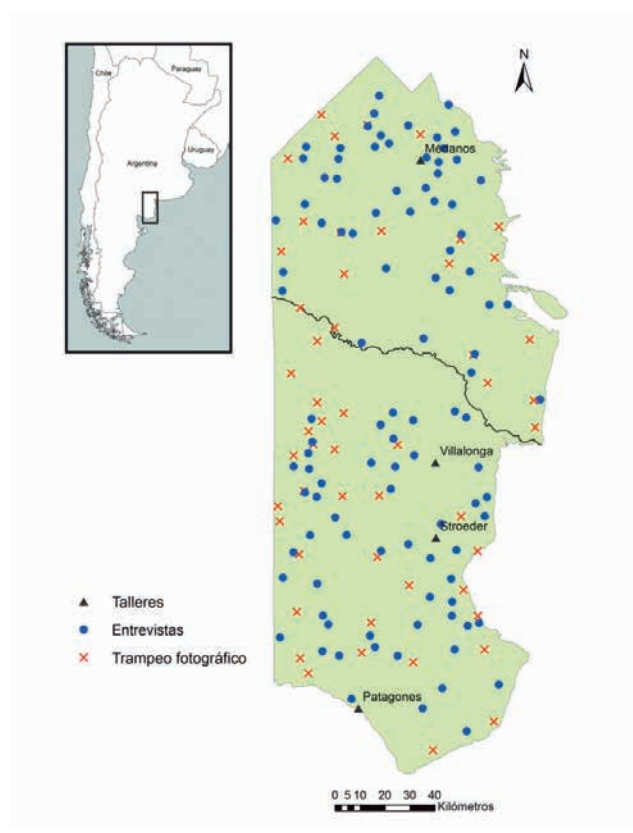 Chile
Paraguay
Uruguay
Argentina
N
Médanos
Villalonga
Stroeder
Talleres
Entrevistas
Trampeo fotográfico
Patagones
0 5 10 20 30 40
Kilómetros